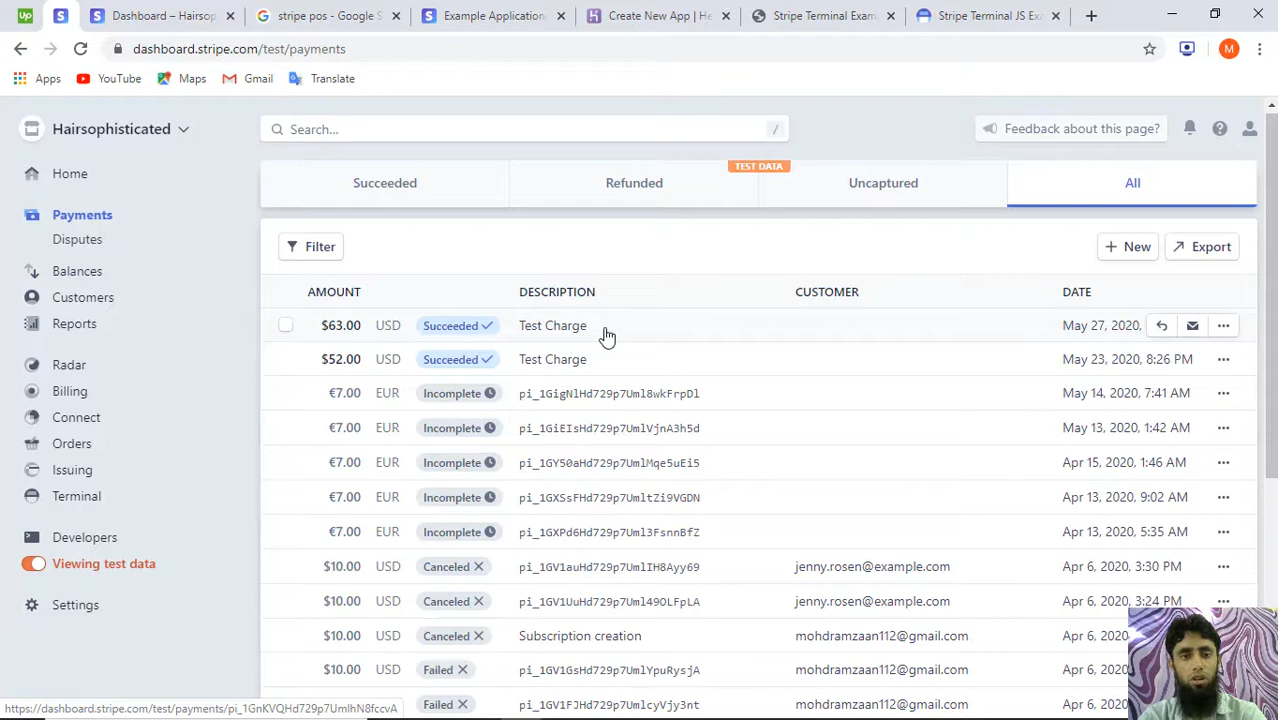 Dashboard – Hairsop
stripe pos - Google S
Example Application
Create New App | He
Stripe Terminal Exam
Stripe Terminal JS Ex
dashboard.stripe.com/test/payments
M
Apps
YouTube
Maps
Gmail
Translate
Hairsophisticated
Search...
/
Feedback about this page?
Home
Payments
Disputes
Balances
Customers
Reports
Radar
Billing
Connect
Orders
Issuing
Terminal
Developers
Viewing test data
Settings
TEST DATA
Succeeded Refunded Uncaptured All
Filter
+ New
Export
AMOUNT DESCRIPTION CUSTOMER DATE
$63.00 USD Succeeded Test Charge May 27, 2020,
$52.00 USD Succeeded Test Charge May 23, 2020, 8:26 PM
€7.00 EUR Incomplete pi_1GigNlHd729p7Uml8wkFrpDl May 14, 2020, 7:41 AM
€7.00 EUR Incomplete pi_1GiEIsHd729p7UmlVjnA3h5d May 13, 2020, 1:42 AM
€7.00 EUR Incomplete pi_1GY50aHd729p7UmlMqe5uEi5 Apr 15, 2020, 1:46 AM
€7.00 EUR Incomplete pi_1GXSsFHd729p7UmltZi9VGDN Apr 13, 2020, 9:02 AM
€7.00 EUR Incomplete pi_1GXPd6Hd729p7Uml3FsnnBfZ Apr 13, 2020, 5:35 AM
$10.00 USD Canceled pi_1GV1auHd729p7UmlIH8Ayy69 jenny.rosen@example.com Apr 6, 2020, 3:30 PM
$10.00 USD Canceled pi_1GV1UuHd729p7Uml49OLFpLA jenny.rosen@example.com Apr 6, 2020, 3:24 PM
$10.00 USD Canceled Subscription creation mohdramzaan112@gmail.com Apr 6, 2020,
$10.00 USD Failed pi_1GV1GsHd729p7UmlYpuRysjA mohdramzaan112@gmail.com Apr 6, 2020,
$10.00 USD Failed pi_1GV1FJHd729p7UmlcyVjy3nt mohdramzaan112@gmail.com Apr 6, 2020,
https://dashboard.stripe.com/test/payments/pi_1GnKVQHd729p7UmlhN8fccvA